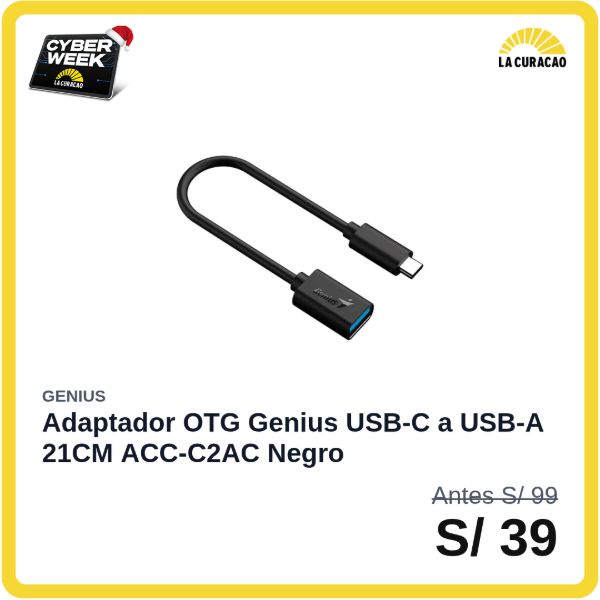 CYBER
WEEK
LA CURACAO
LA CURACAO
Genius
GENIUS
Adaptador OTG Genius USB-C a USB-A
21CM ACC-C2AC Negro
Antes S/ 99
S/ 39